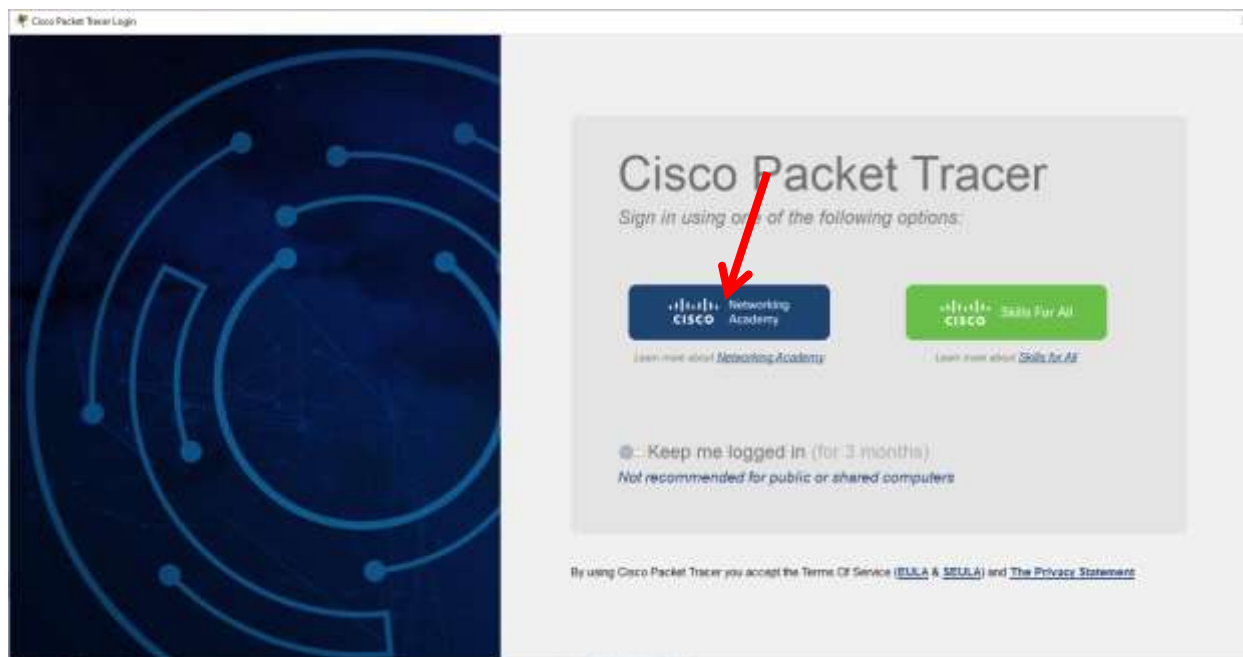 Cisco Packet Tracer Login
Cisco Packet Tracer
Sign in using one of the following options:
CISCO Networking Academy
CISCO Skills For All
Learn more about Networking Academy
Learn more about Skills for All
Keep me logged in (for 3 months)
Not recommended for public or shared computers
By using Cisco Packet Tracer you accept the Terms Of Service (EULA & SEULA) and The Privacy Statement